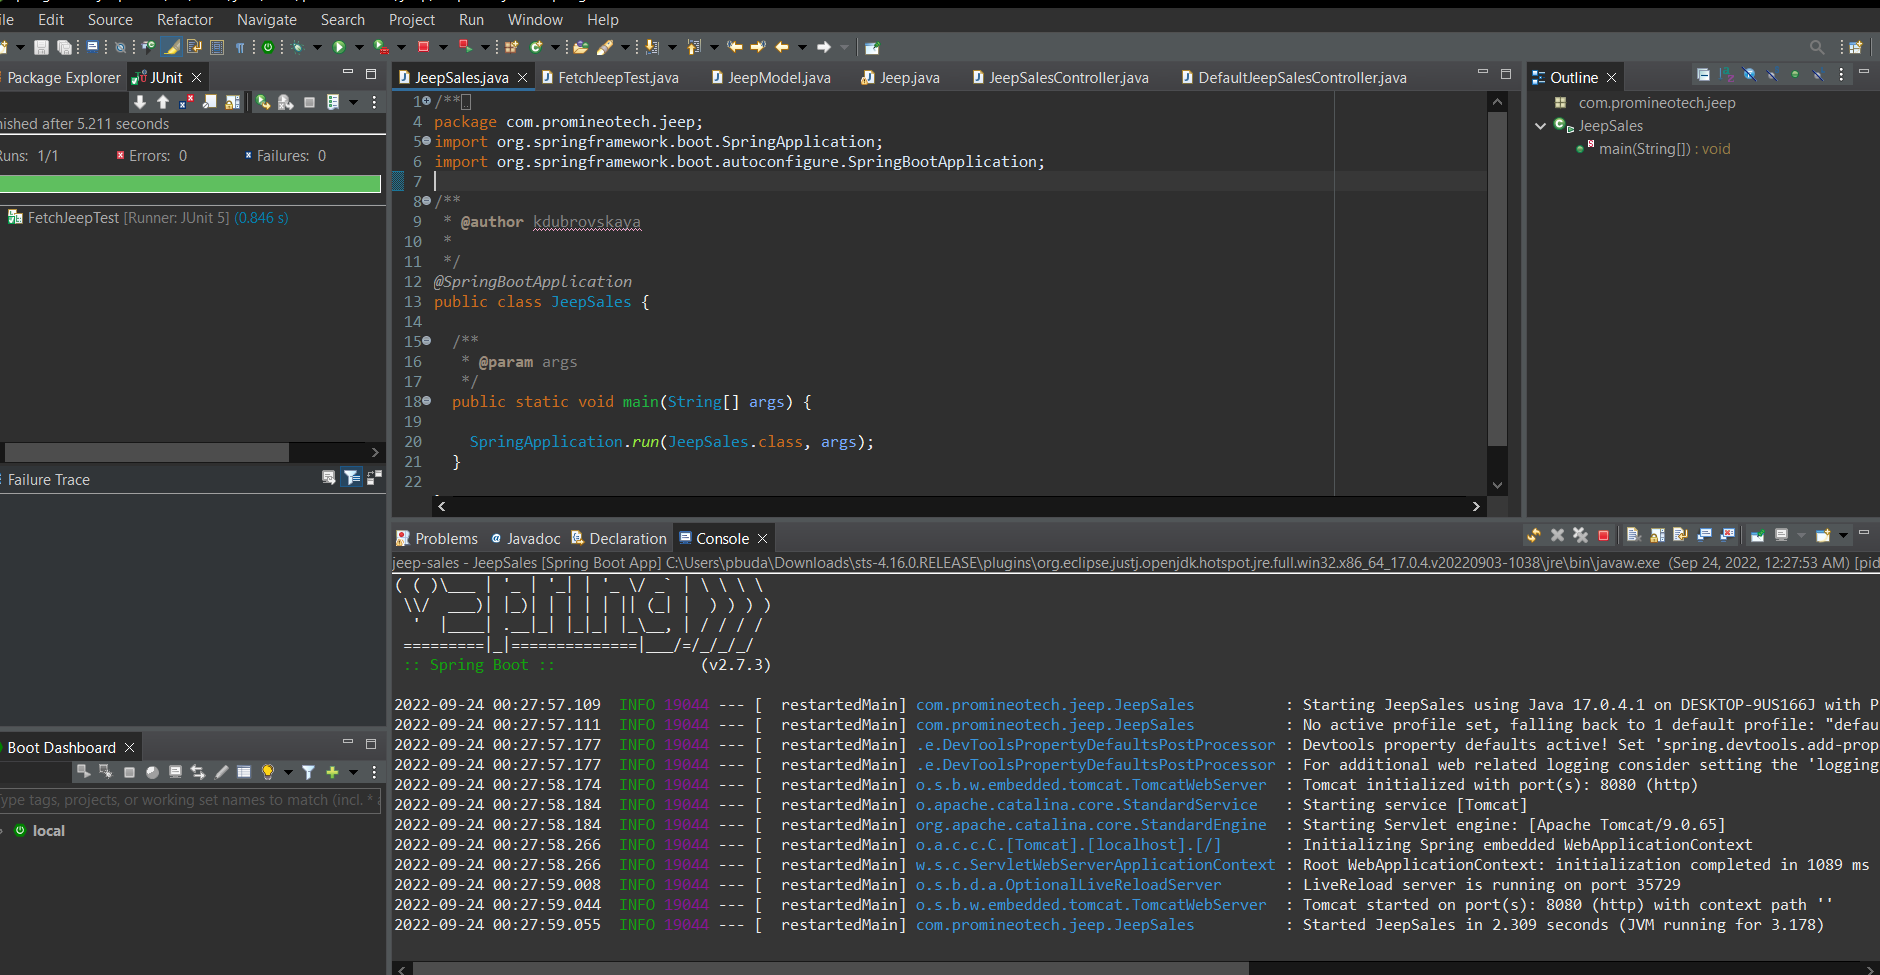 ile Edit Source Refactor Navigate Search Project Run Window Help
Package Explorer JUnit
nished after 5.211 seconds
Runs: 1/1 Errors: 0 Failures: 0
FetchJeepTest [Runner: JUnit 5] (0.846 s)
Failure Trace
Boot Dashboard
type tags, projects, or working set names to match (incl. *
local
JeepSales.java FetchJeepTest.java JeepModel.java Jeep.java JeepSalesController.java DefaultJeepSalesController.java
1 /**
4 package com.promineotech.jeep;
5 import org.springframework.boot.SpringApplication;
6 import org.springframework.boot.autoconfigure.SpringBootApplication;
7
8 /**
9 * @author kdubrovskaya
10 *
11 */
12 @SpringBootApplication
13 public class JeepSales {
14
15 /**
16 * @param args
17 */
18 public static void main(String[] args) {
19
20 SpringApplication.run(JeepSales.class, args);
21 }
22
Outline
com.promineotech.jeep
JeepSales
main(String[]) : void
Problems Javadoc Declaration Console
jeep-sales - JeepSales [Spring Boot App] C:\Users\pbuda\Downloads\sts-4.16.0.RELEASE\plugins\org.eclipse.justj.openjdk.hotspot.jre.full.win32.x86_64_17.0.4.v20220903-1038\jre\bin\javaw.exe (Sep 24, 2022, 12:27:53 AM) [pid
( ( )\___ | '_ | '_| | '_ \/ _` | \ \ \ \
 \\/  ___)| |_)| | | | | || (_| |  ) ) ) )
  '  |____| .__|_| |_|_| |_\__, | / / / /
 =========|_|==============|___/=/_/_/_/
:: Spring Boot :: (v2.7.3)
2022-09-24 00:27:57.109 INFO 19044 --- [ restartedMain] com.promineotech.jeep.JeepSales : Starting JeepSales using Java 17.0.4.1 on DESKTOP-9US166J with P
2022-09-24 00:27:57.111 INFO 19044 --- [ restartedMain] com.promineotech.jeep.JeepSales : No active profile set, falling back to 1 default profile: "defau
2022-09-24 00:27:57.177 INFO 19044 --- [ restartedMain] .e.DevToolsPropertyDefaultsPostProcessor : Devtools property defaults active! Set 'spring.devtools.add-prop
2022-09-24 00:27:57.177 INFO 19044 --- [ restartedMain] .e.DevToolsPropertyDefaultsPostProcessor : For additional web related logging consider setting the 'logging
2022-09-24 00:27:58.174 INFO 19044 --- [ restartedMain] o.s.b.w.embedded.tomcat.TomcatWebServer : Tomcat initialized with port(s): 8080 (http)
2022-09-24 00:27:58.184 INFO 19044 --- [ restartedMain] o.apache.catalina.core.StandardService : Starting service [Tomcat]
2022-09-24 00:27:58.184 INFO 19044 --- [ restartedMain] org.apache.catalina.core.StandardEngine : Starting Servlet engine: [Apache Tomcat/9.0.65]
2022-09-24 00:27:58.266 INFO 19044 --- [ restartedMain] o.a.c.c.C.[Tomcat].[localhost].[/] : Initializing Spring embedded WebApplicationContext
2022-09-24 00:27:58.266 INFO 19044 --- [ restartedMain] w.s.c.ServletWebServerApplicationContext : Root WebApplicationContext: initialization completed in 1089 ms
2022-09-24 00:27:59.008 INFO 19044 --- [ restartedMain] o.s.b.d.a.OptionalLiveReloadServer : LiveReload server is running on port 35729
2022-09-24 00:27:59.044 INFO 19044 --- [ restartedMain] o.s.b.w.embedded.tomcat.TomcatWebServer : Tomcat started on port(s): 8080 (http) with context path ''
2022-09-24 00:27:59.055 INFO 19044 --- [ restartedMain] com.promineotech.jeep.JeepSales : Started JeepSales in 2.309 seconds (JVM running for 3.178)